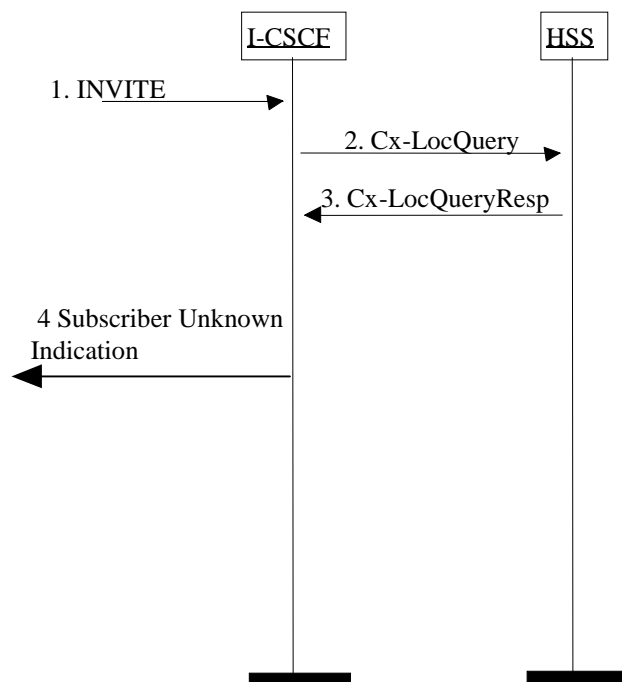 I-CSCF
HSS
1. INVITE
2. Cx-LocQuery
3. Cx-LocQueryResp
4 Subscriber Unknown
Indication